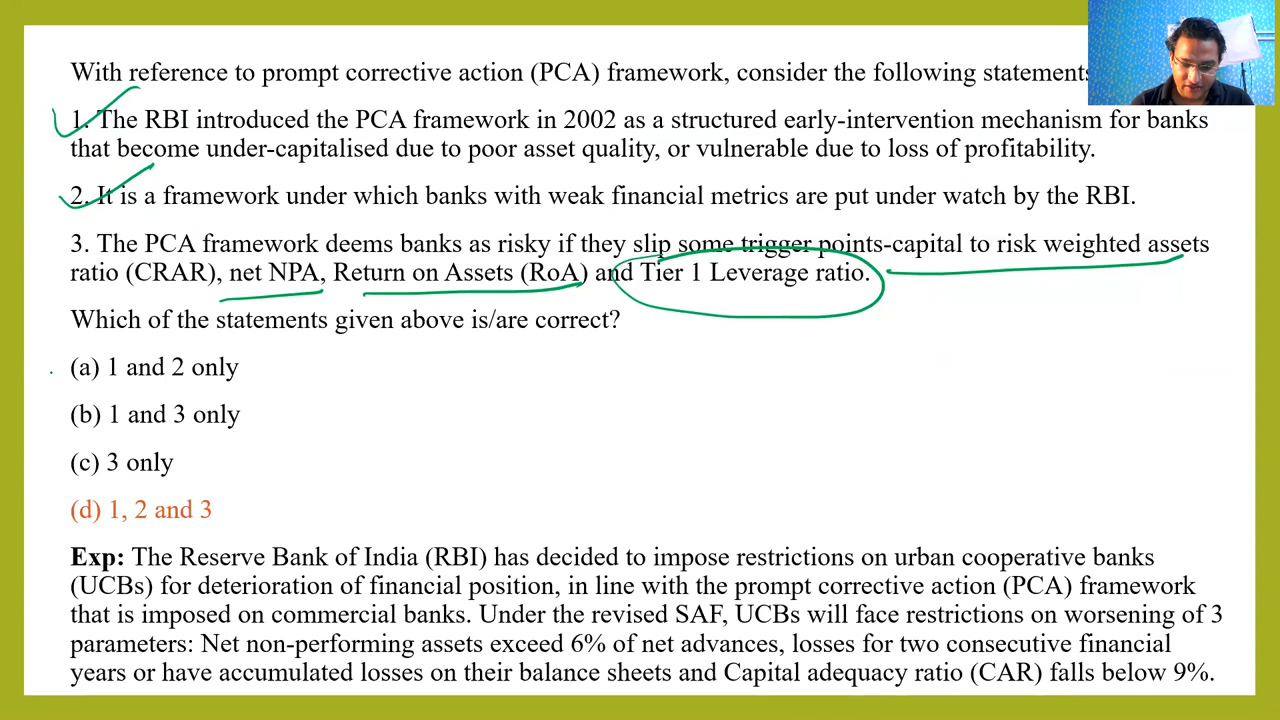 With reference to prompt corrective action (PCA) framework, consider the following statements
1. The RBI introduced the PCA framework in 2002 as a structured early-intervention mechanism for banks
that become under-capitalised due to poor asset quality, or vulnerable due to loss of profitability.
2. It is a framework under which banks with weak financial metrics are put under watch by the RBI.
3. The PCA framework deems banks as risky if they slip some trigger points-capital to risk weighted assets
ratio (CRAR), net NPA, Return on Assets (RoA) and Tier 1 Leverage ratio.
Which of the statements given above is/are correct?
(a) 1 and 2 only
(b) 1 and 3 only
(c) 3 only
(d) 1, 2 and 3
Exp: The Reserve Bank of India (RBI) has decided to impose restrictions on urban cooperative banks
(UCBs) for deterioration of financial position, in line with the prompt corrective action (PCA) framework
that is imposed on commercial banks. Under the revised SAF, UCBs will face restrictions on worsening of 3
parameters: Net non-performing assets exceed 6% of net advances, losses for two consecutive financial
years or have accumulated losses on their balance sheets and Capital adequacy ratio (CAR) falls below 9%.